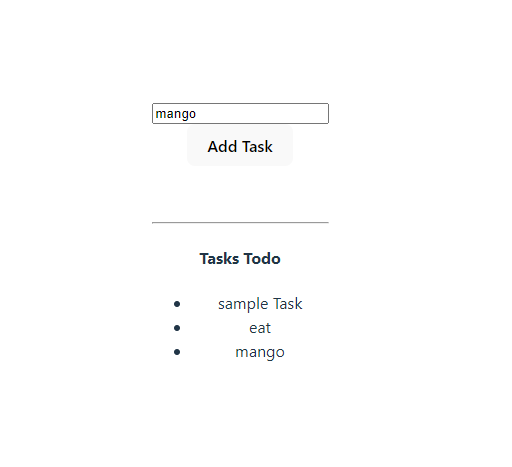 mango
Add Task
Tasks Todo
sample Task
eat
mango